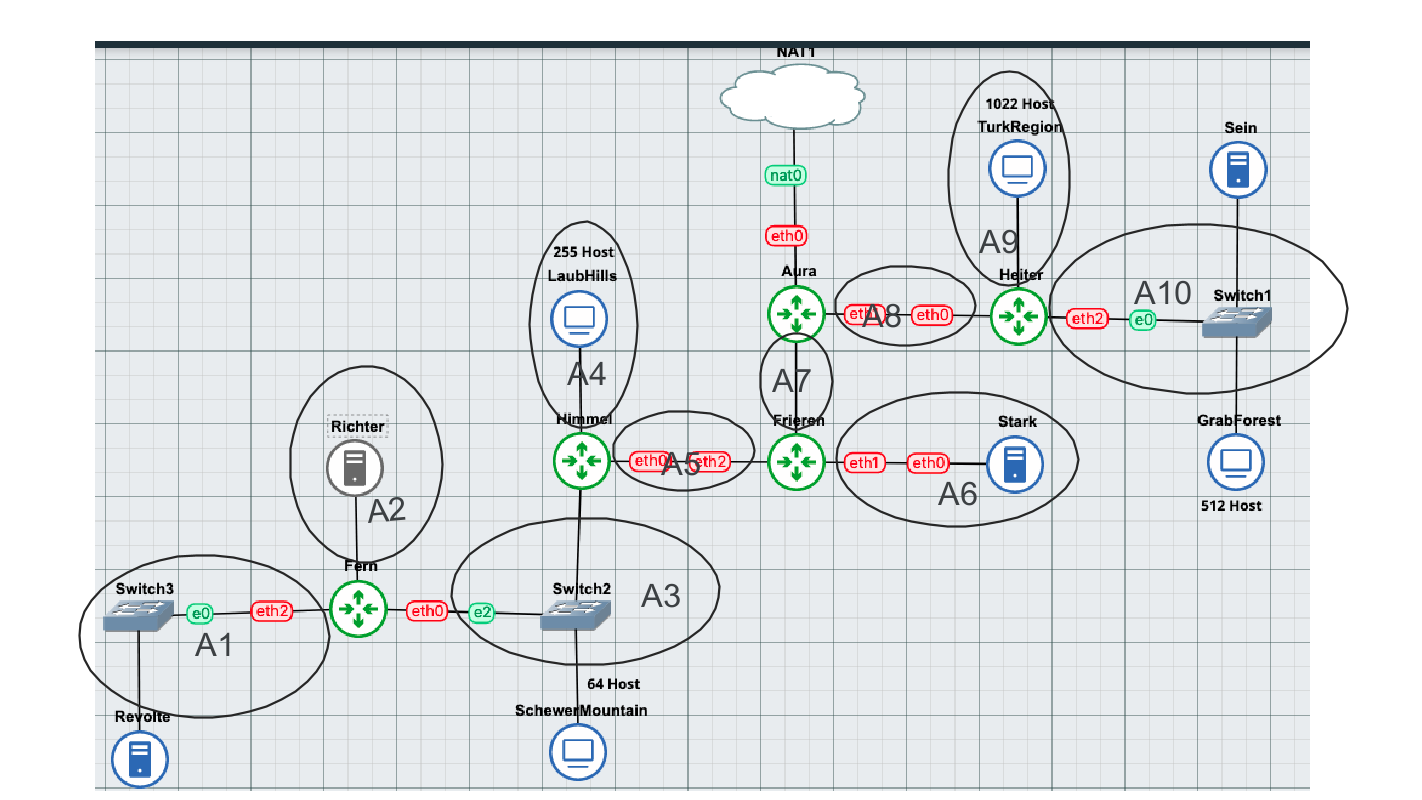 NAT1
1022 Host
TurkRegion
Sein
nat0
eth0
A9
255 Host
LaubHills
Aura
Heiter
A10
Switch1
A8
eth0
eth2
e0
A4
A7
Himmel
Frieren
Stark
GrabForest
Richter
eth0
A5
eth2
eth1
eth0
A6
512 Host
A2
Fern
Switch3
Switch2
A3
e0
eth2
eth0
e2
A1
64 Host
SchewerMountain
Revolte